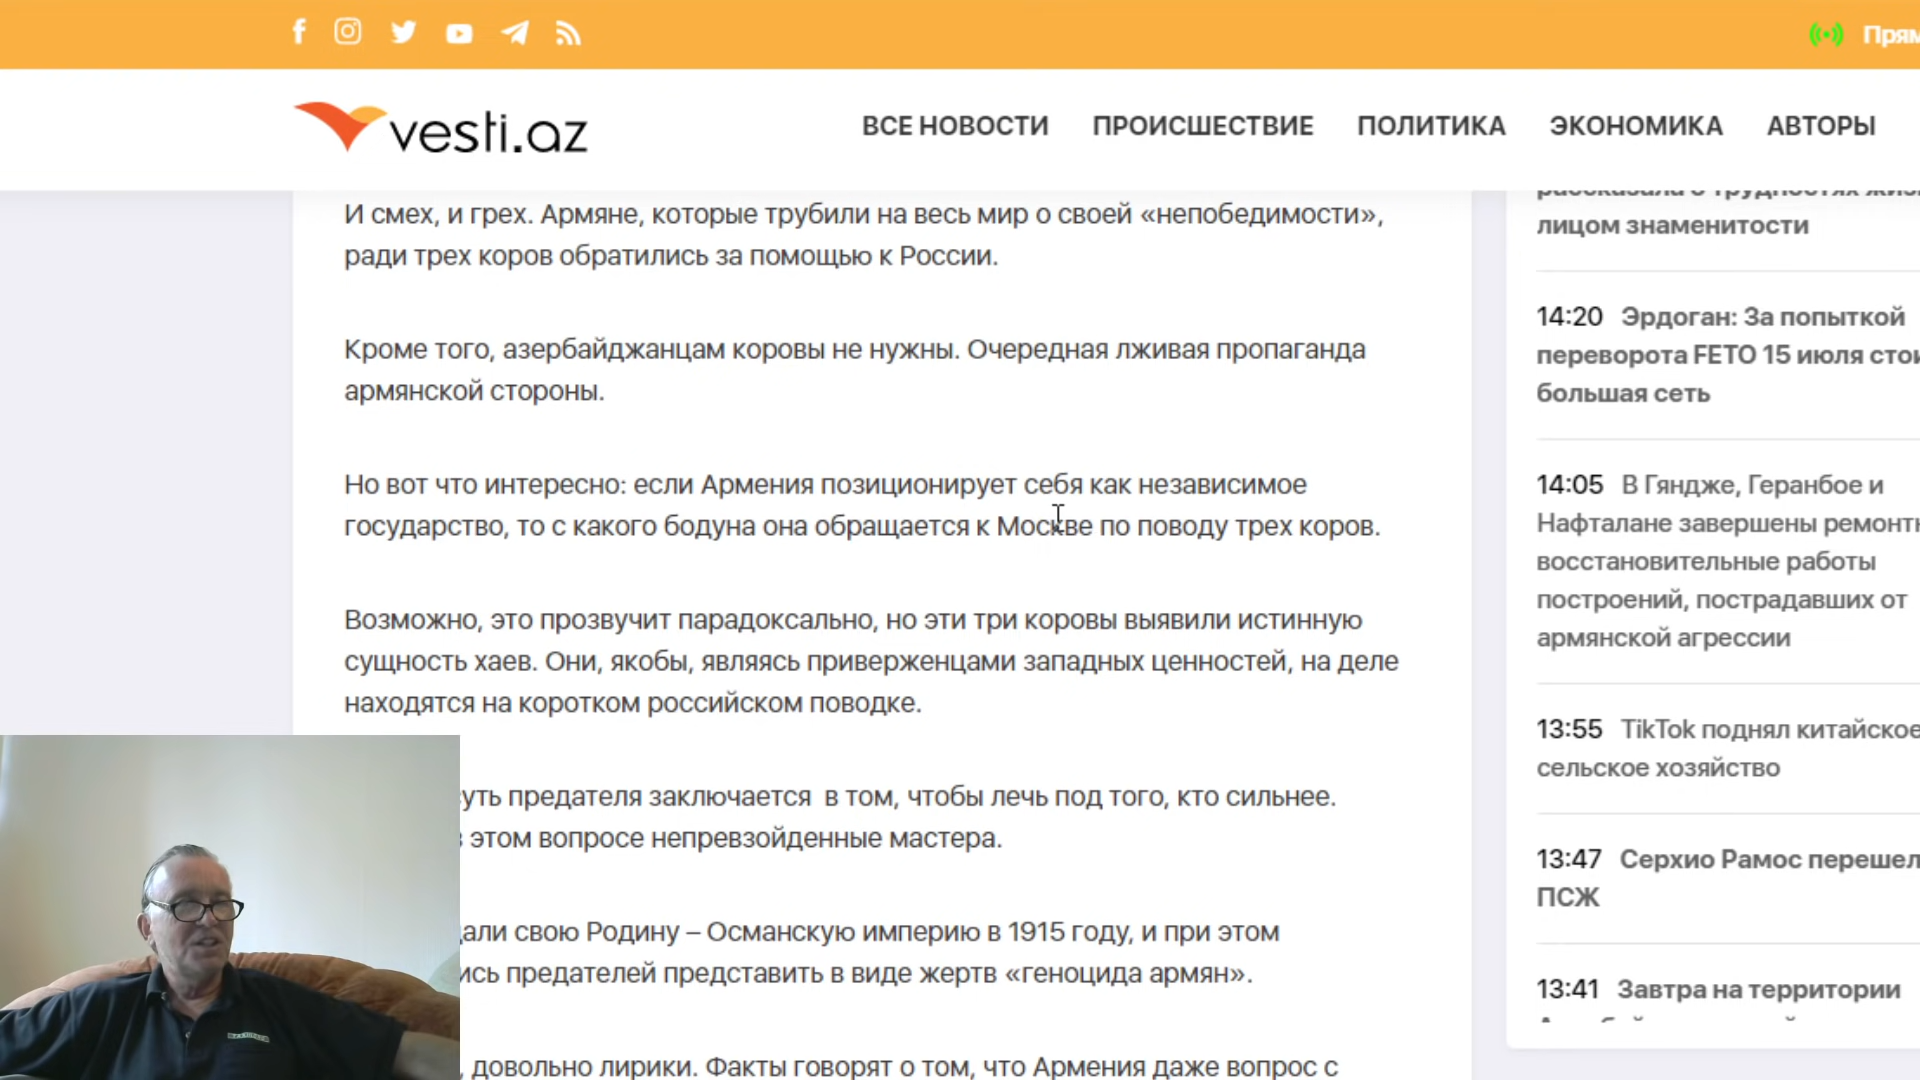 Прям
vesti.az
ВСЕ НОВОСТИ ПРОИСШЕСТВИЕ ПОЛИТИКА ЭКОНОМИКА АВТОРЫ
И смех, и грех. Армяне, которые трубили на весь мир о своей «непобедимости»,
ради трех коров обратились за помощью к России.
Кроме того, азербайджанцам коровы не нужны. Очередная лживая пропаганда
армянской стороны.
Но вот что интересно: если Армения позиционирует себя как независимое
государство, то с какого бодуна она обращается к Москве по поводу трех коров.
Возможно, это прозвучит парадоксально, но эти три коровы выявили истинную
сущность хаев. Они, якобы, являясь приверженцами западных ценностей, на деле
находятся на коротком российском поводке.
уть предателя заключается в том, чтобы лечь под того, кто сильнее.
этом вопросе непревзойденные мастера.
али свою Родину – Османскую империю в 1915 году, и при этом
ись предателей представить в виде жертв «геноцида армян».
, довольно лирики. Факты говорят о том, что Армения даже вопрос с
рассказала о трудностях жиз
лицом знаменитости
14:20 Эрдоган: За попыткой
переворота FETO 15 июля стои
большая сеть
14:05 В Гяндже, Геранбое и
Нафталане завершены ремонтн
восстановительные работы
построений, пострадавших от
армянской агрессии
13:55 TikTok поднял китайское
сельское хозяйство
13:47 Серхио Рамос перешел
ПСЖ
13:41 Завтра на территории